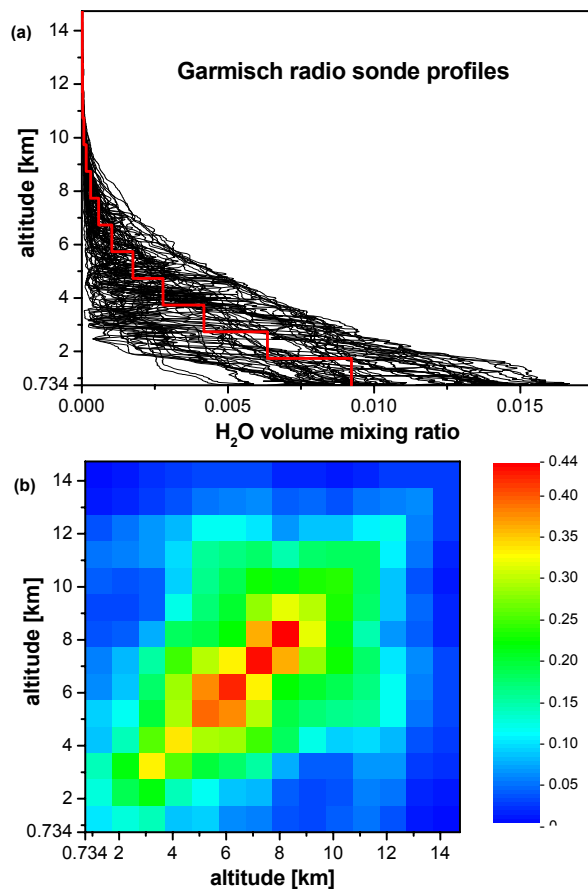 (a)
Garmisch radio sonde profiles
altitude [km]
14
12
10
8
6
4
2
0.734
0.000 0.005 0.010 0.015
H₂O volume mixing ratio
(b)
altitude [km]
14
12
10
8
6
4
2
0.734
0.734 2 4 6 8 10 12 14
altitude [km]
0.44
0.40
0.35
0.30
0.25
0.20
0.15
0.10
0.05
0